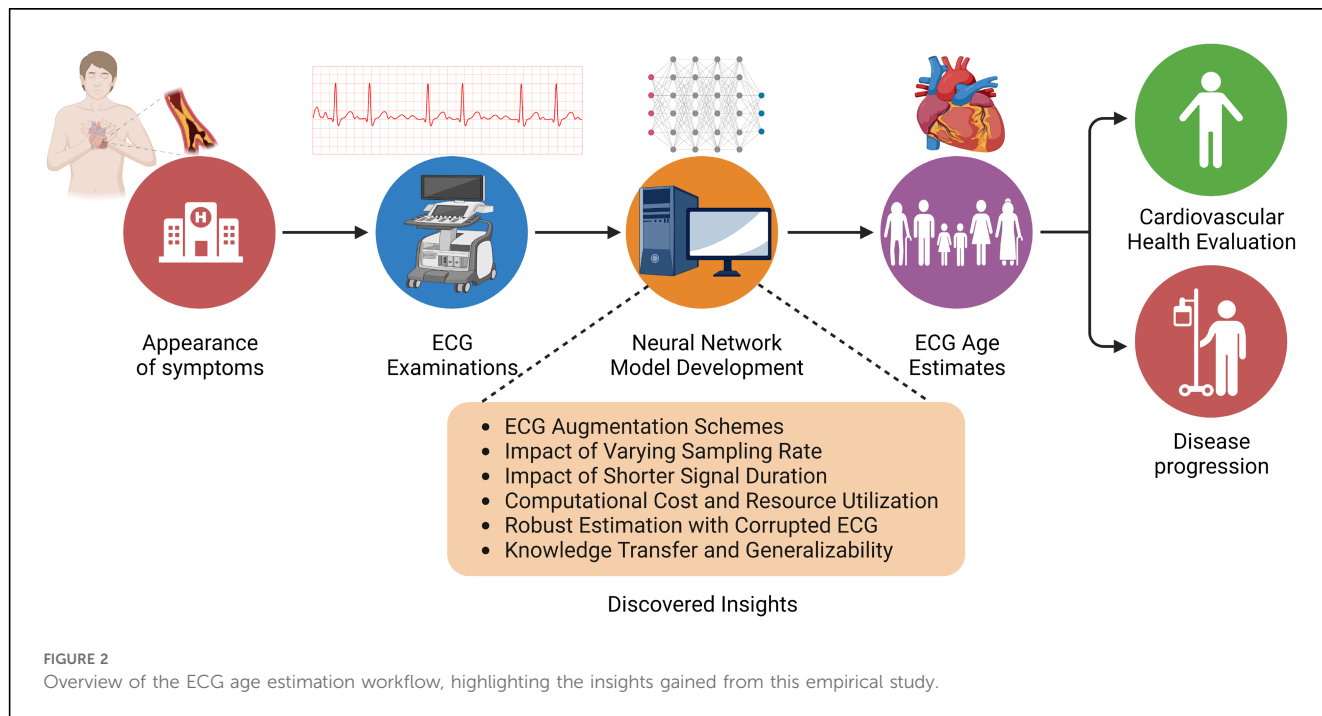 H
Appearance
of symptoms
ECG
Examinations
Neural Network
Model Development
ECG Age
Estimates
Cardiovascular
Health Evaluation
Disease
progression
• ECG Augmentation Schemes
• Impact of Varying Sampling Rate
• Impact of Shorter Signal Duration
• Computational Cost and Resource Utilization
• Robust Estimation with Corrupted ECG
• Knowledge Transfer and Generalizability
Discovered Insights
FIGURE 2
Overview of the ECG age estimation workflow, highlighting the insights gained from this empirical study.